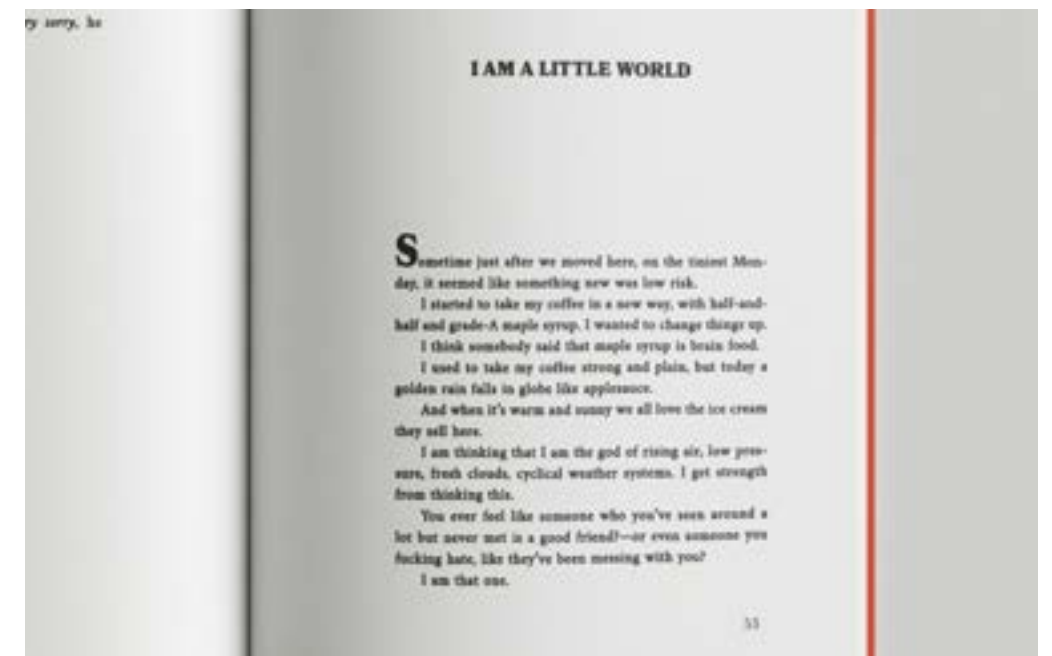 ry sorry, he
I AM A LITTLE WORLD
Sometime just after we moved here, on the tiniest Mon-
day, it seemed like something new was low risk.
I started to take my coffee in a new way, with half-and-
half and grade-A maple syrup. I wanted to change things up.
I think somebody said that maple syrup is brain food.
I used to take my coffee strong and plain, but today a
golden rain falls in globs like applesauce.
And when it's warm and sunny we all love the ice cream
they sell here.
I am thinking that I am the god of rising air, low pres-
sure, fresh clouds, cyclical weather systems. I get strength
from thinking this.
You ever feel like someone who you've seen around a
lot but never met is a good friend?—or even someone you
fucking hate, like they've been messing with you?
I am that one.